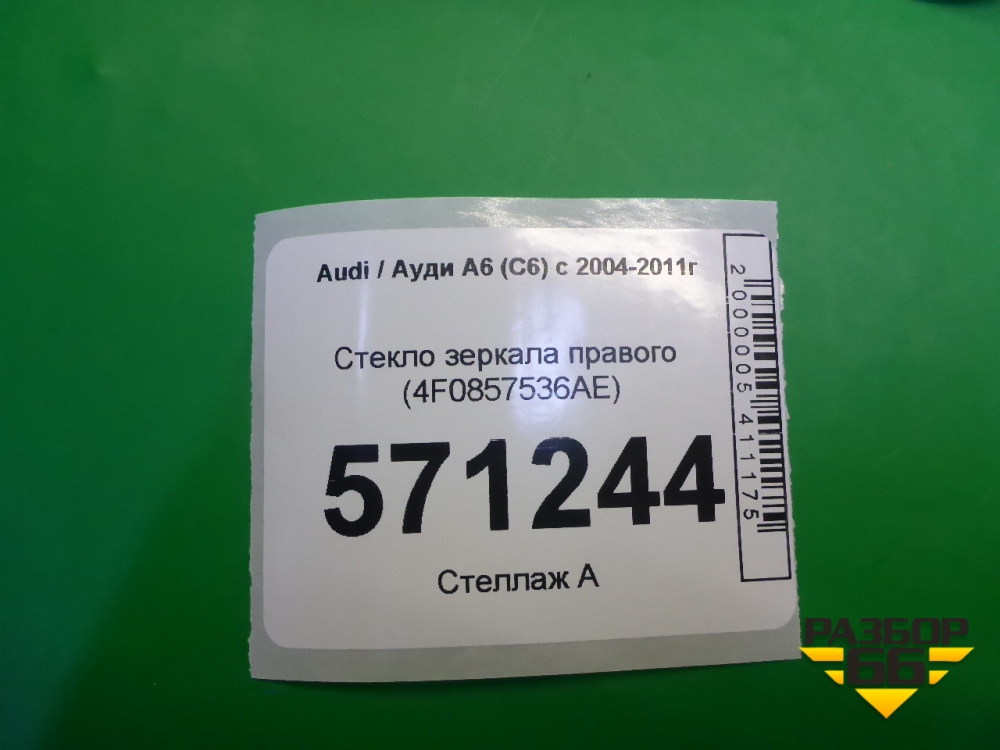 Audi / Ауди А6 (С6) с 2004-2011г
Стекло зеркала правого
(4F0857536AE)
571244
Стеллаж А
2000005411175
РАЗБОР
66